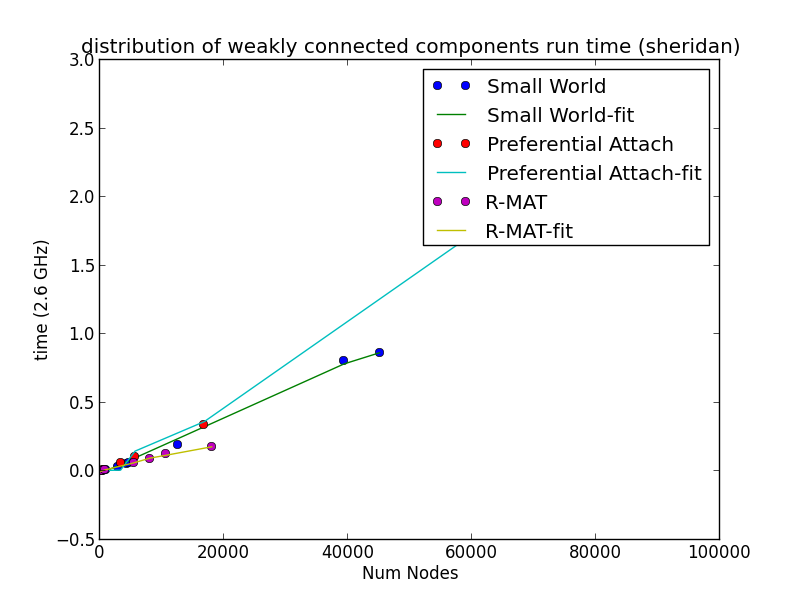 distribution of weakly connected components run time (sheridan)
3.0
2.5
2.0
1.5
1.0
0.5
0.0
−0.5
time (2.6 GHz)
Small World
Small World-fit
Preferential Attach
Preferential Attach-fit
R-MAT
R-MAT-fit
0 20000 40000 60000 80000 100000
Num Nodes